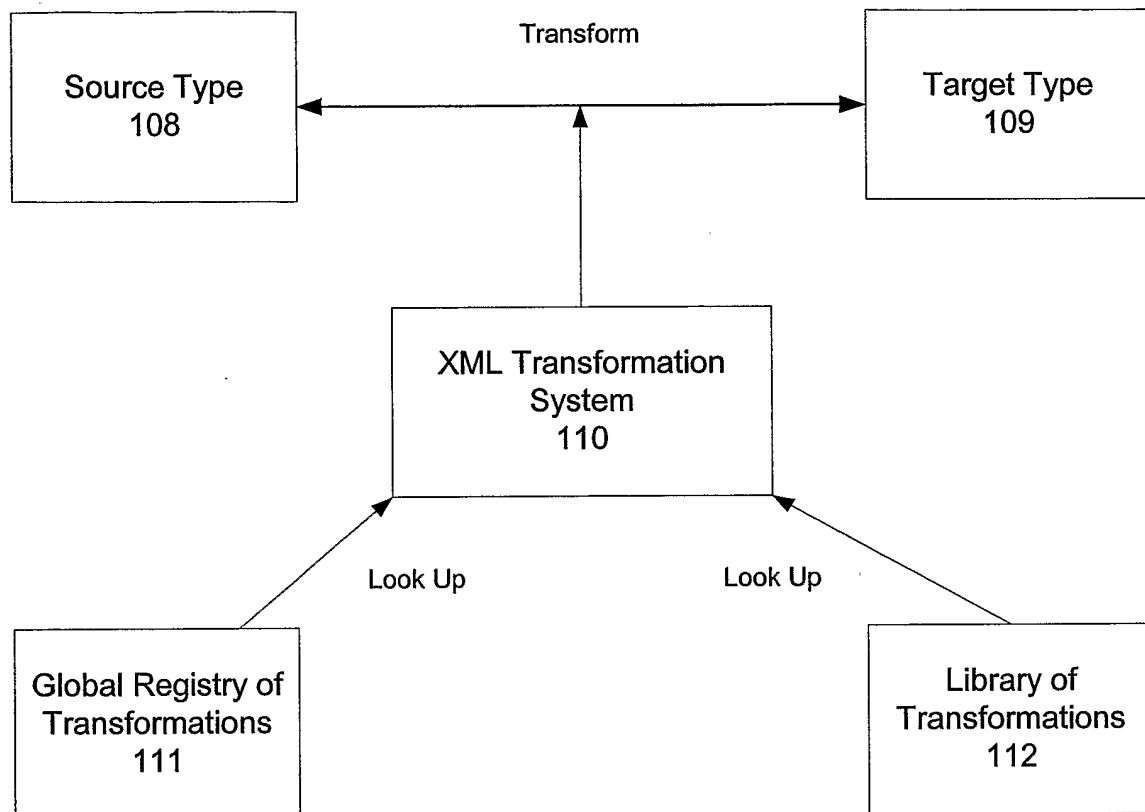 Transform
Source Type
108
Target Type
109
XML Transformation
System
110
Look Up
Look Up
Global Registry of
Transformations
111
Library of
Transformations
112